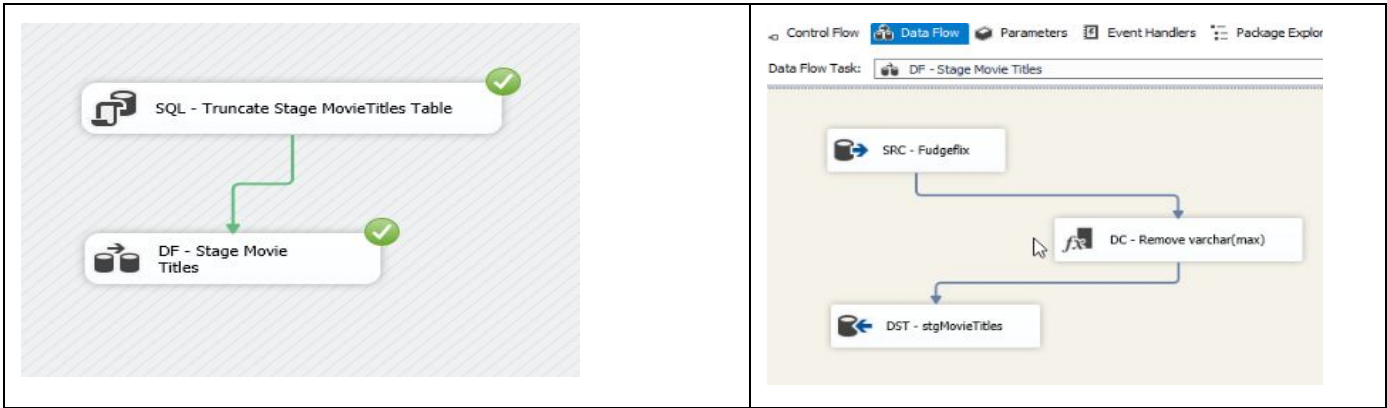 SQL - Truncate Stage MovieTitles Table
DF - Stage Movie
Titles
Control Flow Data Flow Parameters Event Handlers Package Explor
Data Flow Task: DF - Stage Movie Titles
SRC - Fudgeflix
DC - Remove varchar(max)
DST - stgMovieTitles